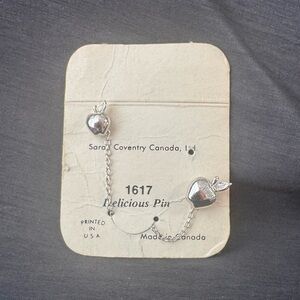 Sarah Coventry Canada, Ltd.
1617
Delicious Pin
PRINTED
IN
U.S.A.
Made in Canada